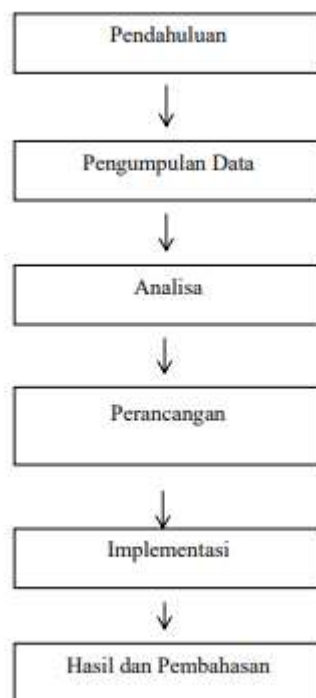 Pendahuluan
Pengumpulan Data
Analisa
Perancangan
Implementasi
Hasil dan Pembahasan